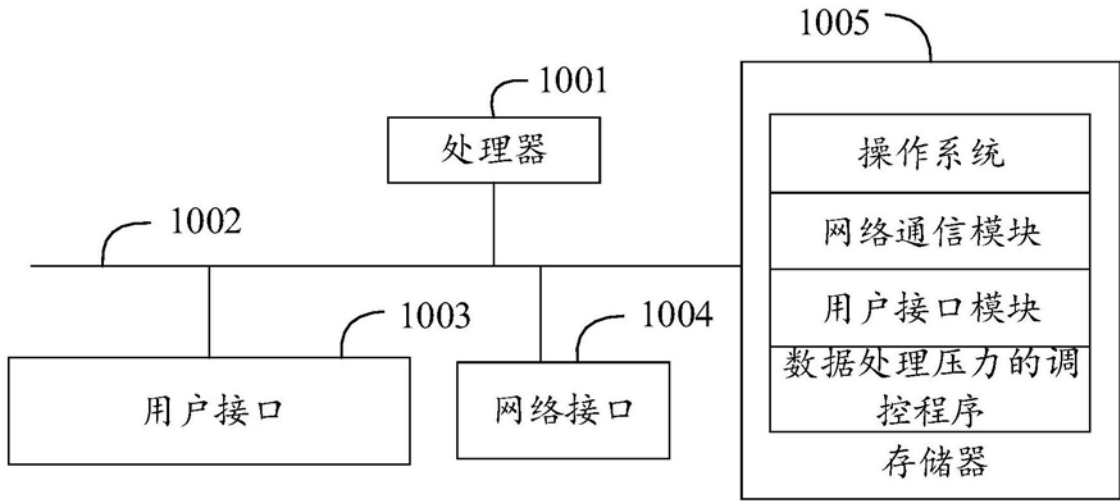 1005
1001
处理器
操作系统
1002
网络通信模块
用户接口模块
1003
1004
数据处理压力的调
控程序
用户接口
网络接口
存储器